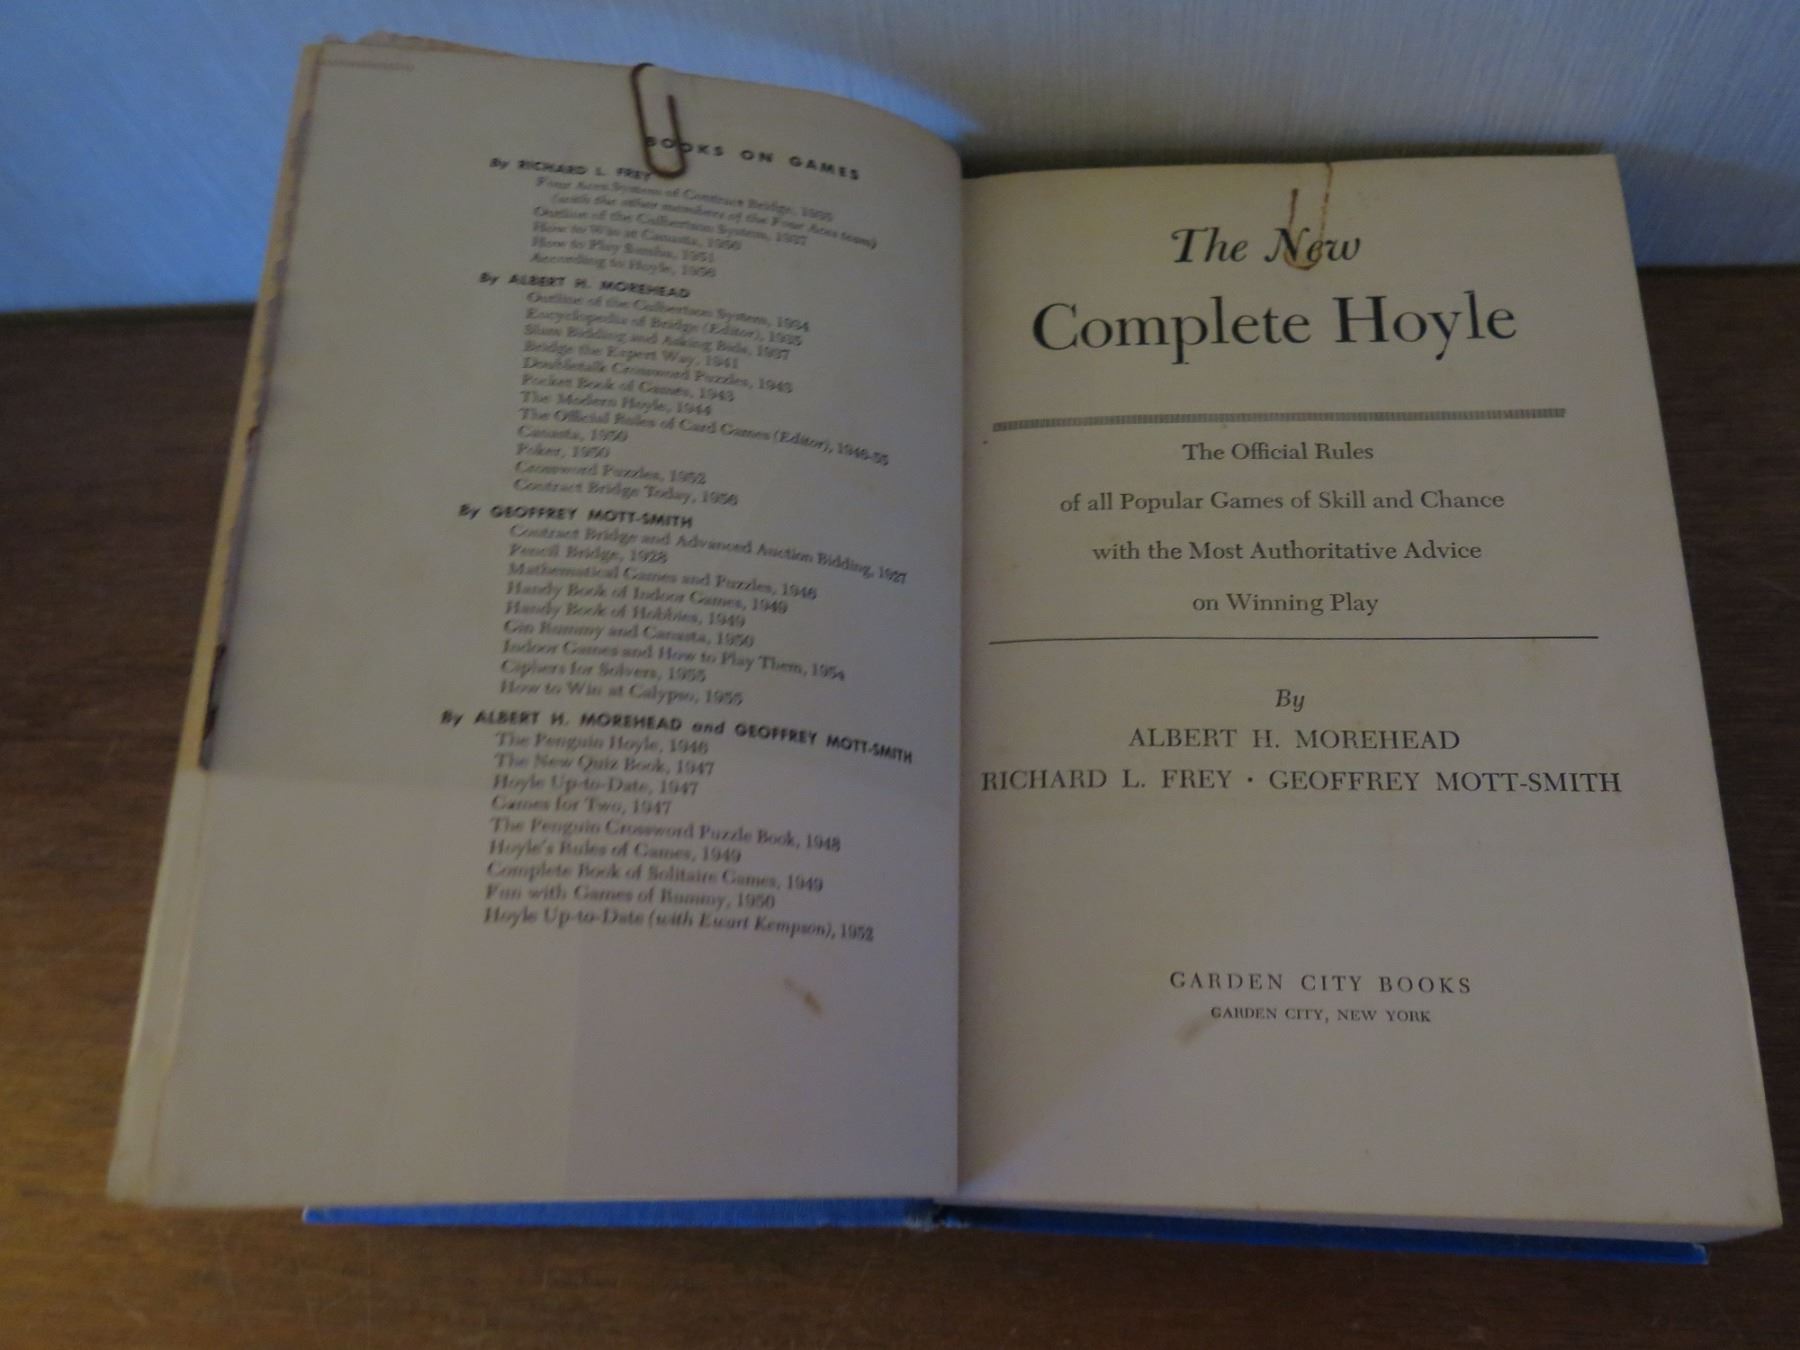 BOOKS ON GAMES
By RICHARD L. FREY
Four Aces System of Contract Bridge, 1935
(with the other members of the Four Aces team)
Outline of the Culbertson System, 1937
How to Win at Canasta, 1950
How to Play Samba, 1951
According to Hoyle, 1956
By ALBERT H. MOREHEAD
Outline of the Culbertson System, 1934
Encyclopedia of Bridge (Editor), 1935
Slam Bidding and Asking Bids, 1937
Bridge the Expert Way, 1941
Doubletalk Crossword Puzzles, 1943
Pocket Book of Games, 1943
The Modern Hoyle, 1944
The Official Rules of Card Games (Editor), 1946-55
Canasta, 1950
Poker, 1950
Crossword Puzzles, 1952
Contract Bridge Today, 1956
By GEOFFREY MOTT-SMITH
Contract Bridge and Advanced Auction Bidding, 1927
Pencil Bridge, 1928
Mathematical Games and Puzzles, 1946
Handy Book of Indoor Games, 1949
Handy Book of Hobbies, 1949
Gin Rummy and Canasta, 1950
Indoor Games and How to Play Them, 1954
Ciphers for Solvers, 1955
How to Win at Calypso, 1955
By ALBERT H. MOREHEAD and GEOFFREY MOTT-SMITH
The Penguin Hoyle, 1946
The New Quiz Book, 1947
Hoyle Up-to-Date, 1947
Games for Two, 1947
The Penguin Crossword Puzzle Book, 1948
Hoyle's Rules of Games, 1949
Complete Book of Solitaire Games, 1949
Fun with Games of Rummy, 1950
Hoyle Up-to-Date (with Ewart Kempson), 1952
The New
Complete Hoyle
The Official Rules
of all Popular Games of Skill and Chance
with the Most Authoritative Advice
on Winning Play
By
ALBERT H. MOREHEAD
RICHARD L. FREY · GEOFFREY MOTT-SMITH
GARDEN CITY BOOKS
GARDEN CITY, NEW YORK